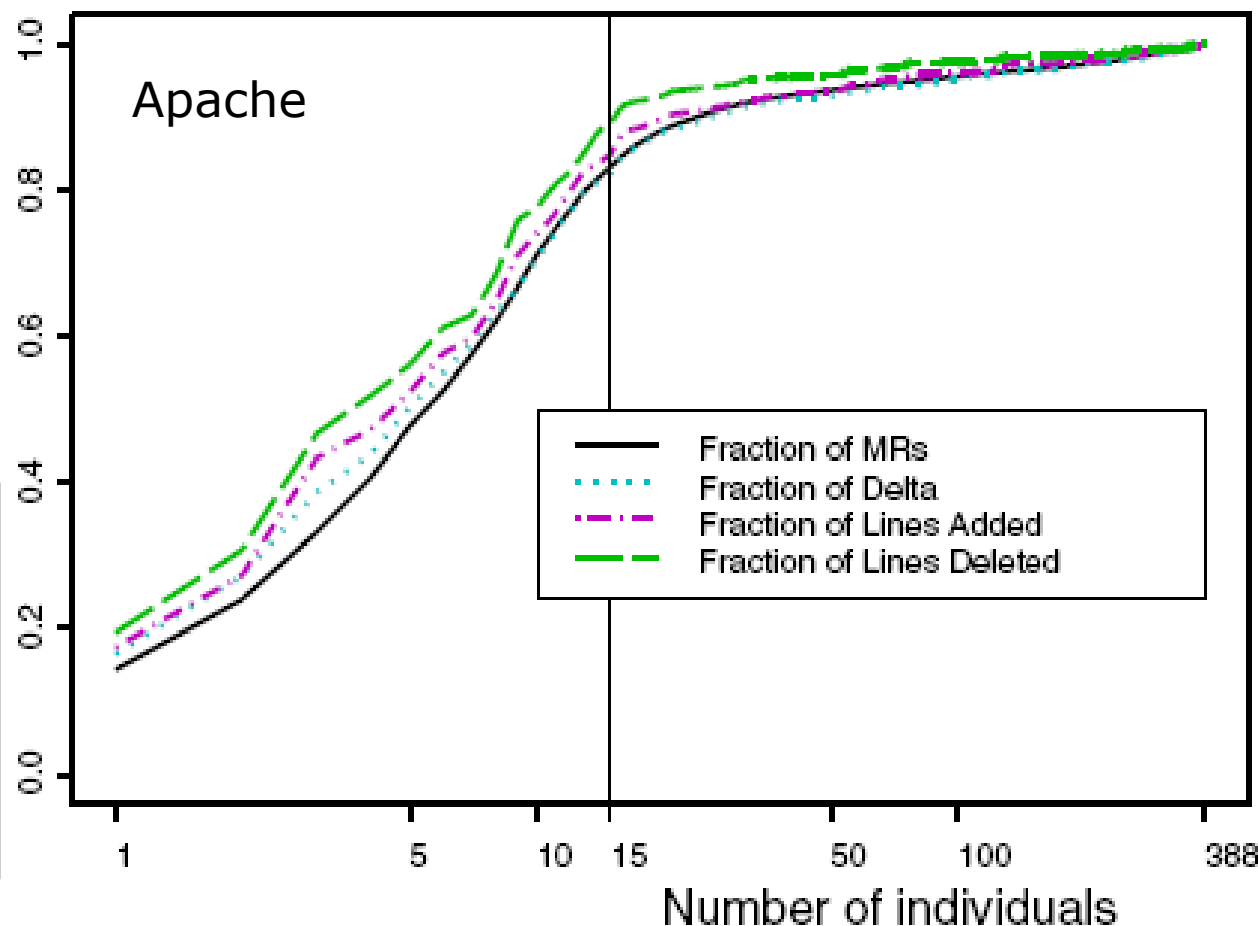 Apache
1.0
0.8
0.6
0.4
0.2
0.0
Fraction of MRs
Fraction of Delta
Fraction of Lines Added
Fraction of Lines Deleted
1 5 10 15 50 100 388
Number of individuals